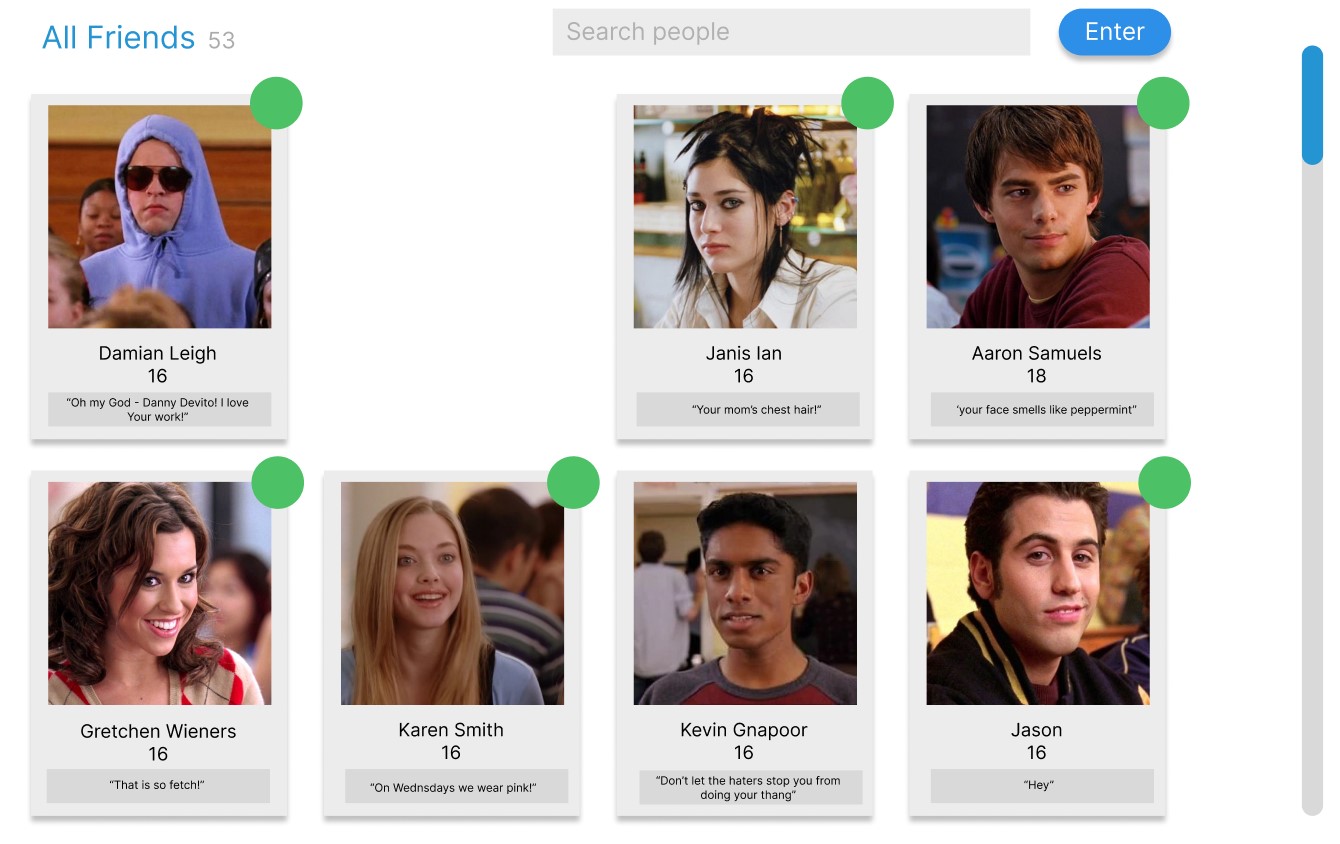 All Friends 53
Search people
Enter
Damian Leigh
16
“Oh my God - Danny Devito! I love
Your work!”
Janis Ian
16
“Your mom’s chest hair!”
Aaron Samuels
18
‘your face smells like peppermint”
Gretchen Wieners
16
“That is so fetch!”
Karen Smith
16
“On Wednsdays we wear pink!”
Kevin Gnapoor
16
“Don’t let the haters stop you from
doing your thang”
Jason
16
“Hey”